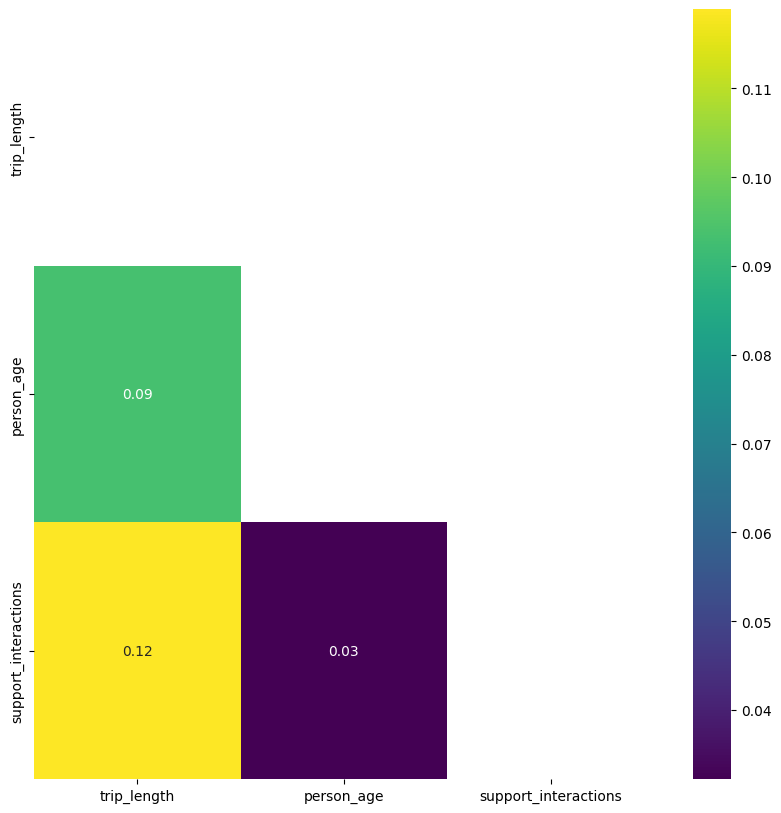 trip_length
person_age
0.09
support_interactions
0.12 0.03
trip_length person_age support_interactions
0.11
0.10
0.09
0.08
0.07
0.06
0.05
0.04